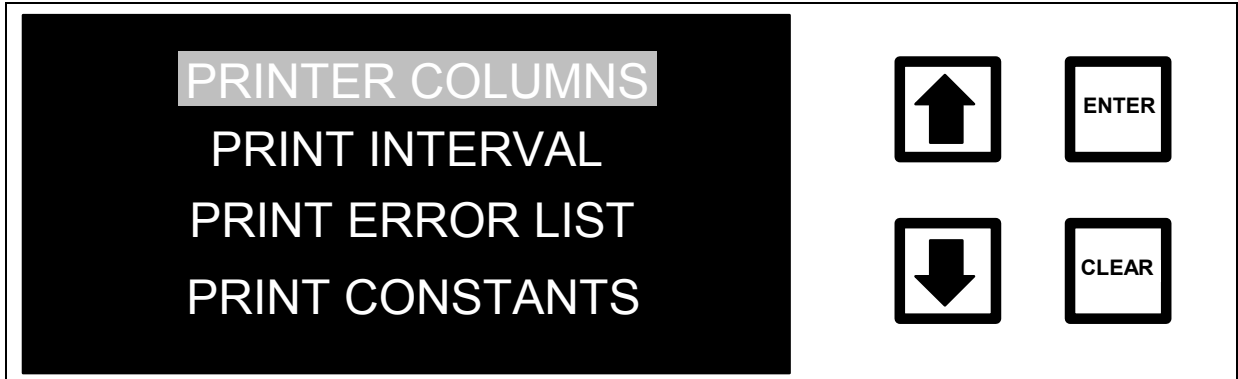 PRINTER COLUMNS
PRINT INTERVAL
PRINT ERROR LIST
PRINT CONSTANTS
ENTER
CLEAR